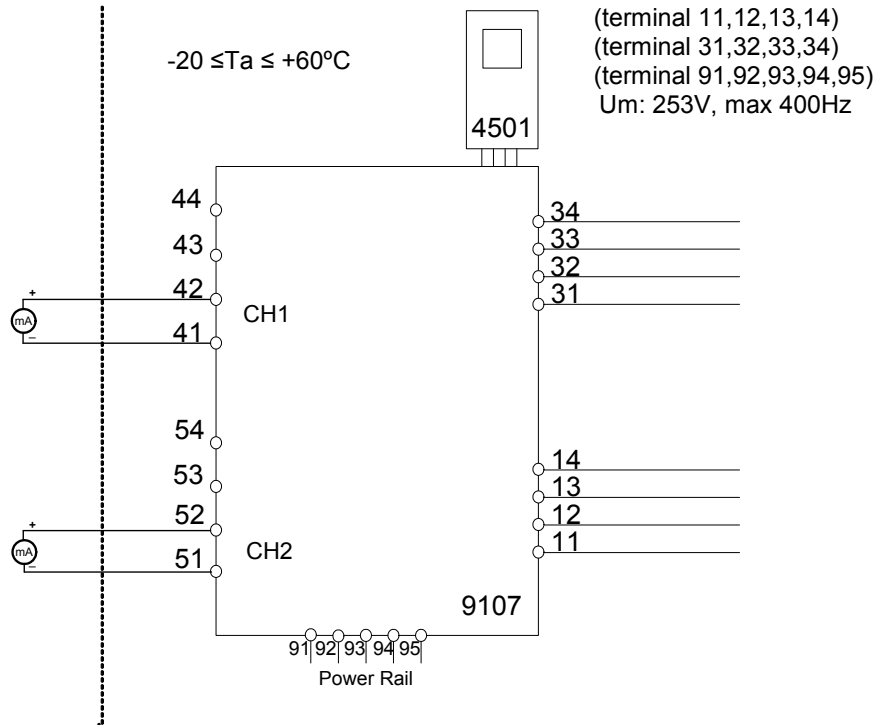 (terminal 11,12,13,14)
-20 ≤Ta ≤ +60ºC
(terminal 31,32,33,34)
(terminal 91,92,93,94,95)
Um: 253V, max 400Hz
4501
44
34
43
33
32
42
31
+
CH1
mA
41
–
54
14
53
13
52
12
+
CH2
11
mA
51
–
9107
91 92 93 94 95
Power Rail